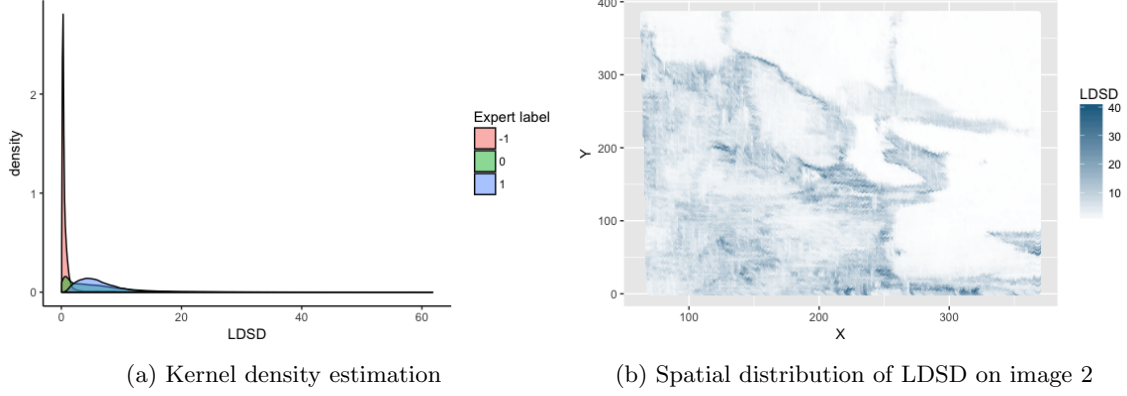 density
2
1
0
0
20
40
60
LDSD
Expert label
-1
0
1
(a) Kernel density estimation
Y
400
300
200
100
0
100
200
300
X
LDSD
40
30
20
10
(b) Spatial distribution of LDSD on image 2